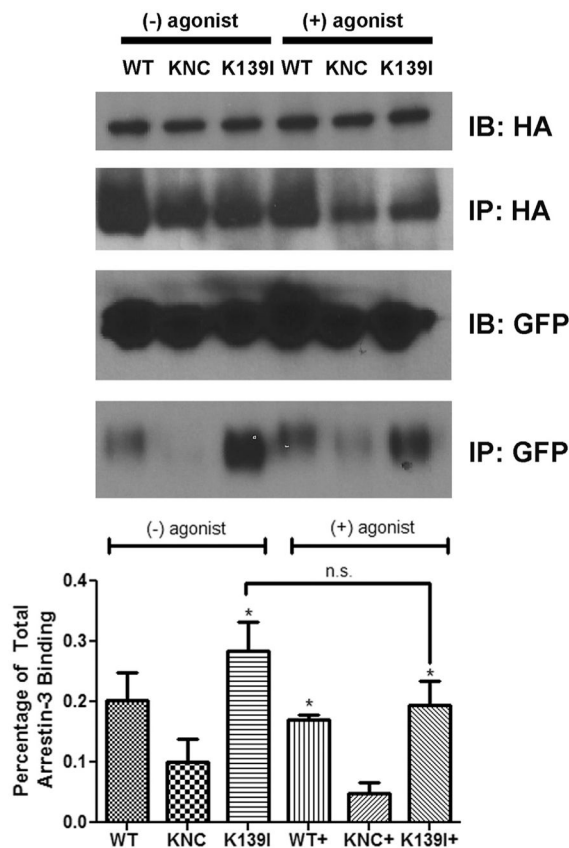 (-) agonist (+) agonist
WT KNC K139I WT KNC K139I
IB: HA
IP: HA
IB: GFP
IP: GFP
(-) agonist (+) agonist
n.s.
Percentage of Total
Arrestin-3 Binding
0.4
0.3
0.2
0.1
0.0
* * *
WT KNC K139I WT+ KNC+ K139I+